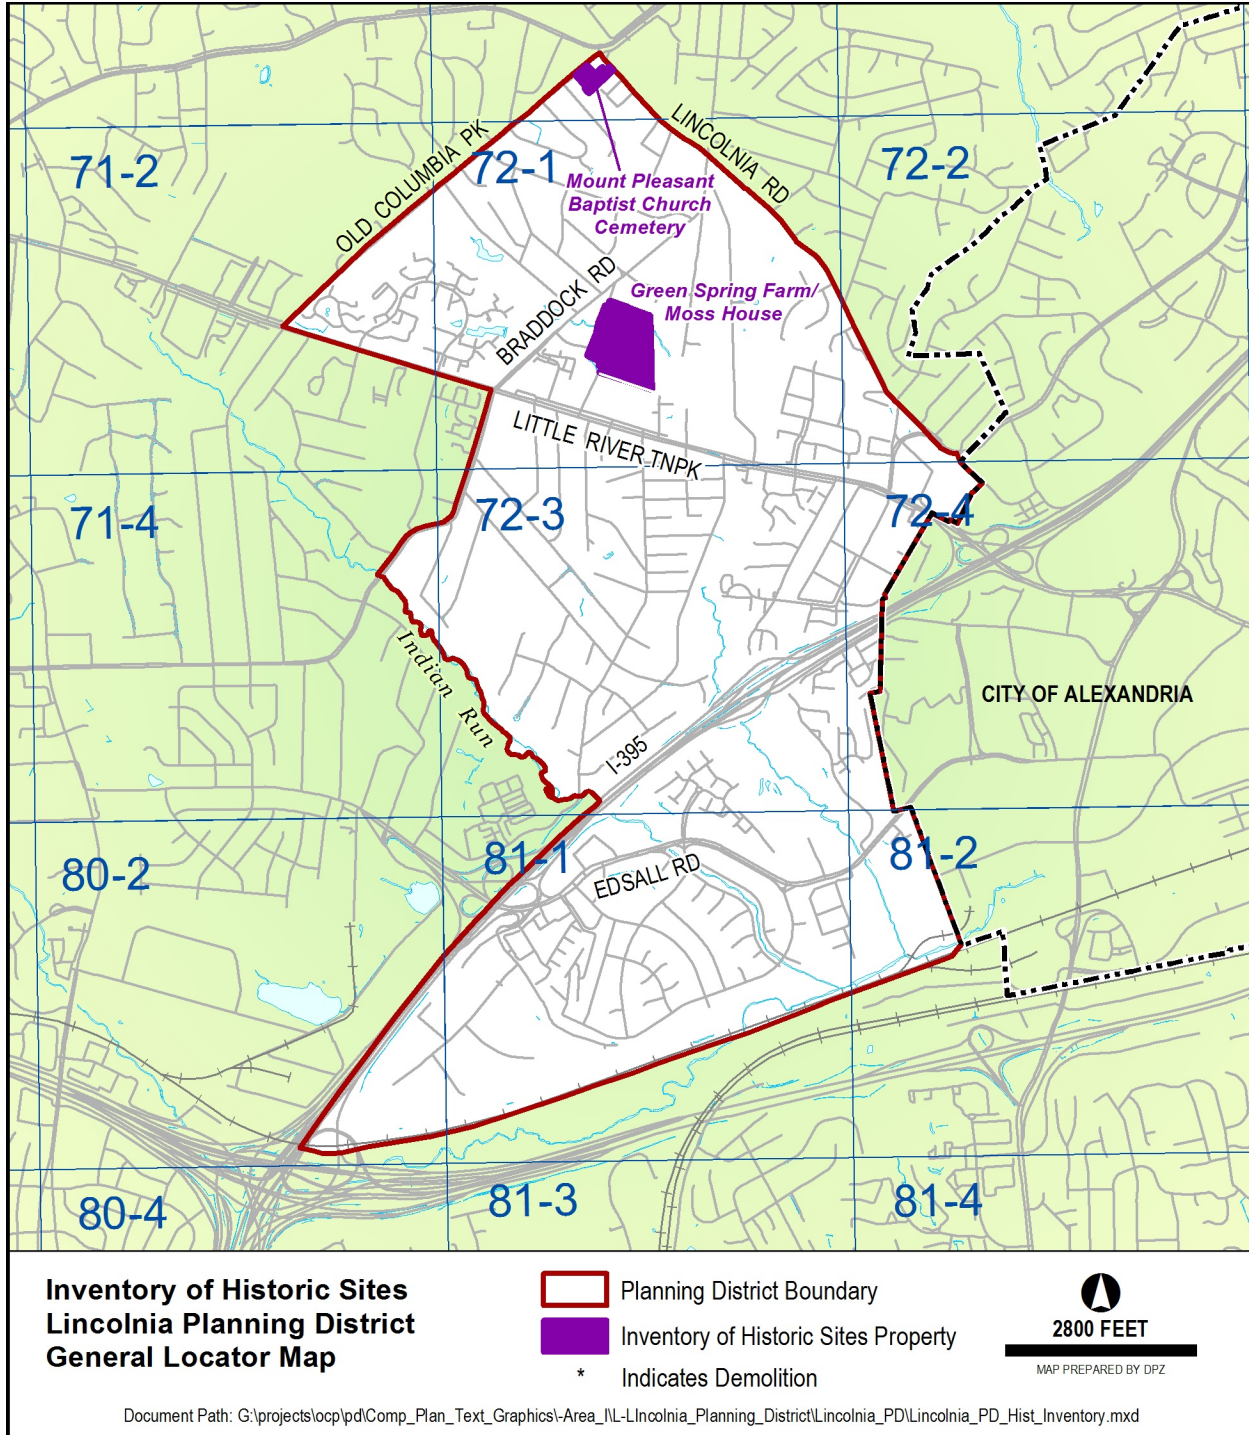 OLD COLUMBIA PK
LINCOLNIA RD
71-2
72-1
72-2
Mount Pleasant
Baptist Church
Cemetery
BRADDOCK RD
Green Spring Farm/
Moss House
LITTLE RIVER TNPK
71-4
72-3
72-4
Indian Run
CITY OF ALEXANDRIA
I-395
80-2
81-1
EDSALL RD
81-2
80-4
81-3
81-4
Inventory of Historic Sites
Lincolnia Planning District
General Locator Map
Planning District Boundary
Inventory of Historic Sites Property
* Indicates Demolition
2800 FEET
MAP PREPARED BY DPZ
Document Path: G:\projects\ocp\pd\Comp_Plan_Text_Graphics\-Area_I\L-LIncolnia_Planning_District\Lincolnia_PD\Lincolnia_PD_Hist_Inventory.mxd